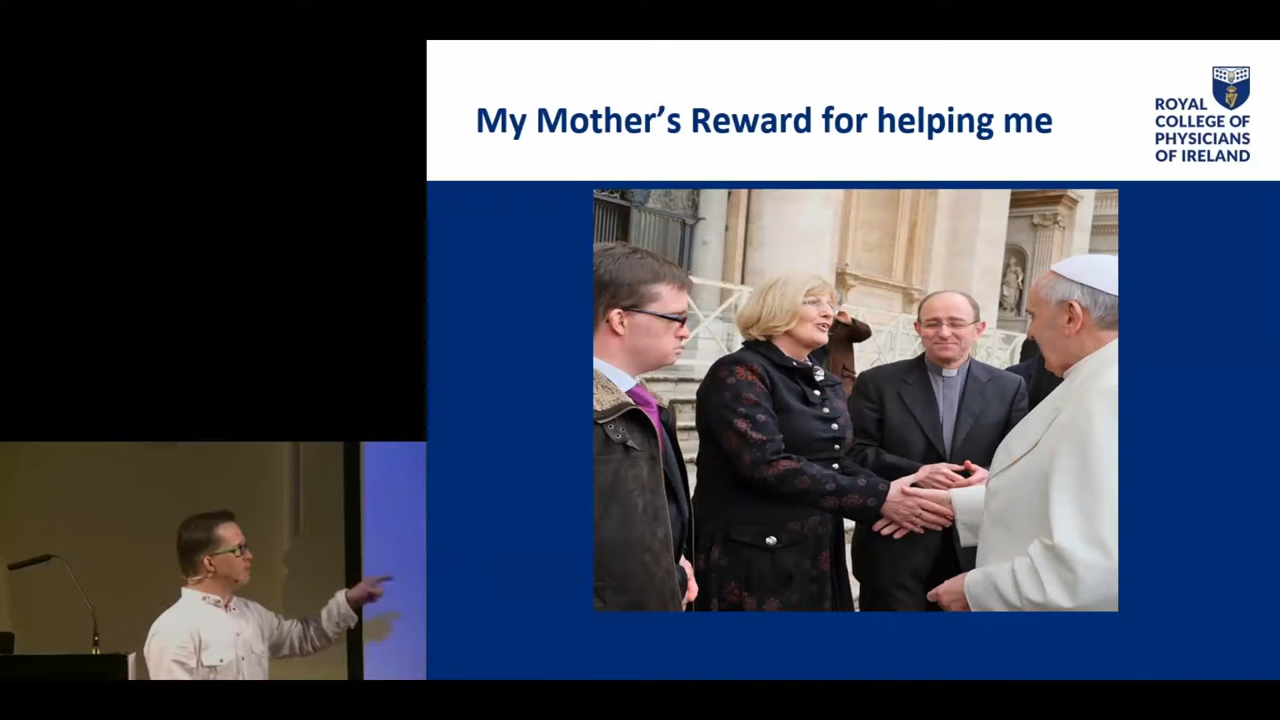 My Mother's Reward for helping me
ROYAL
COLLEGE OF
PHYSICIANS
OF IRELAND